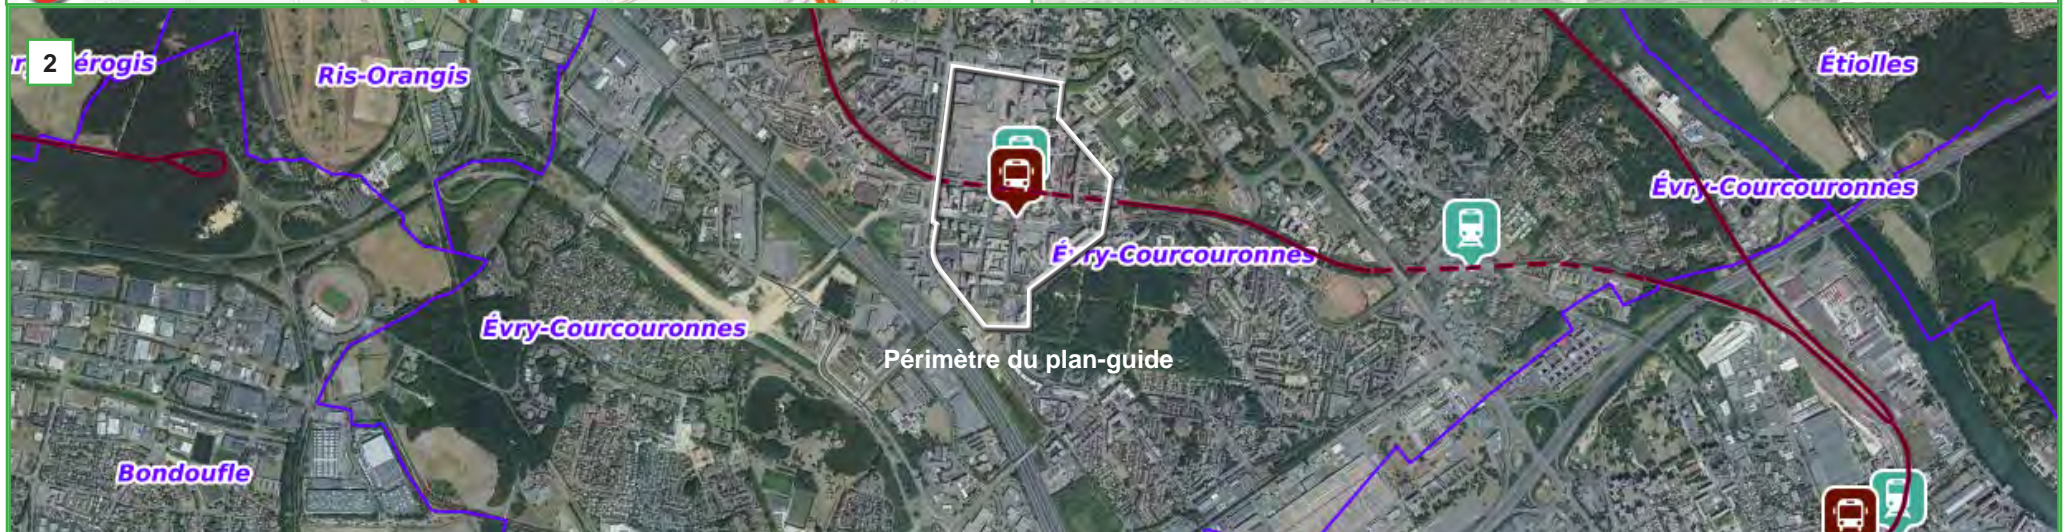 2
érogis
Ris-Orangis
Étiolles
Évry-Courcouronnes
Évry-Courcouronnes
Évry-Courcouronnes
Périmètre du plan-guide
Bondoufle